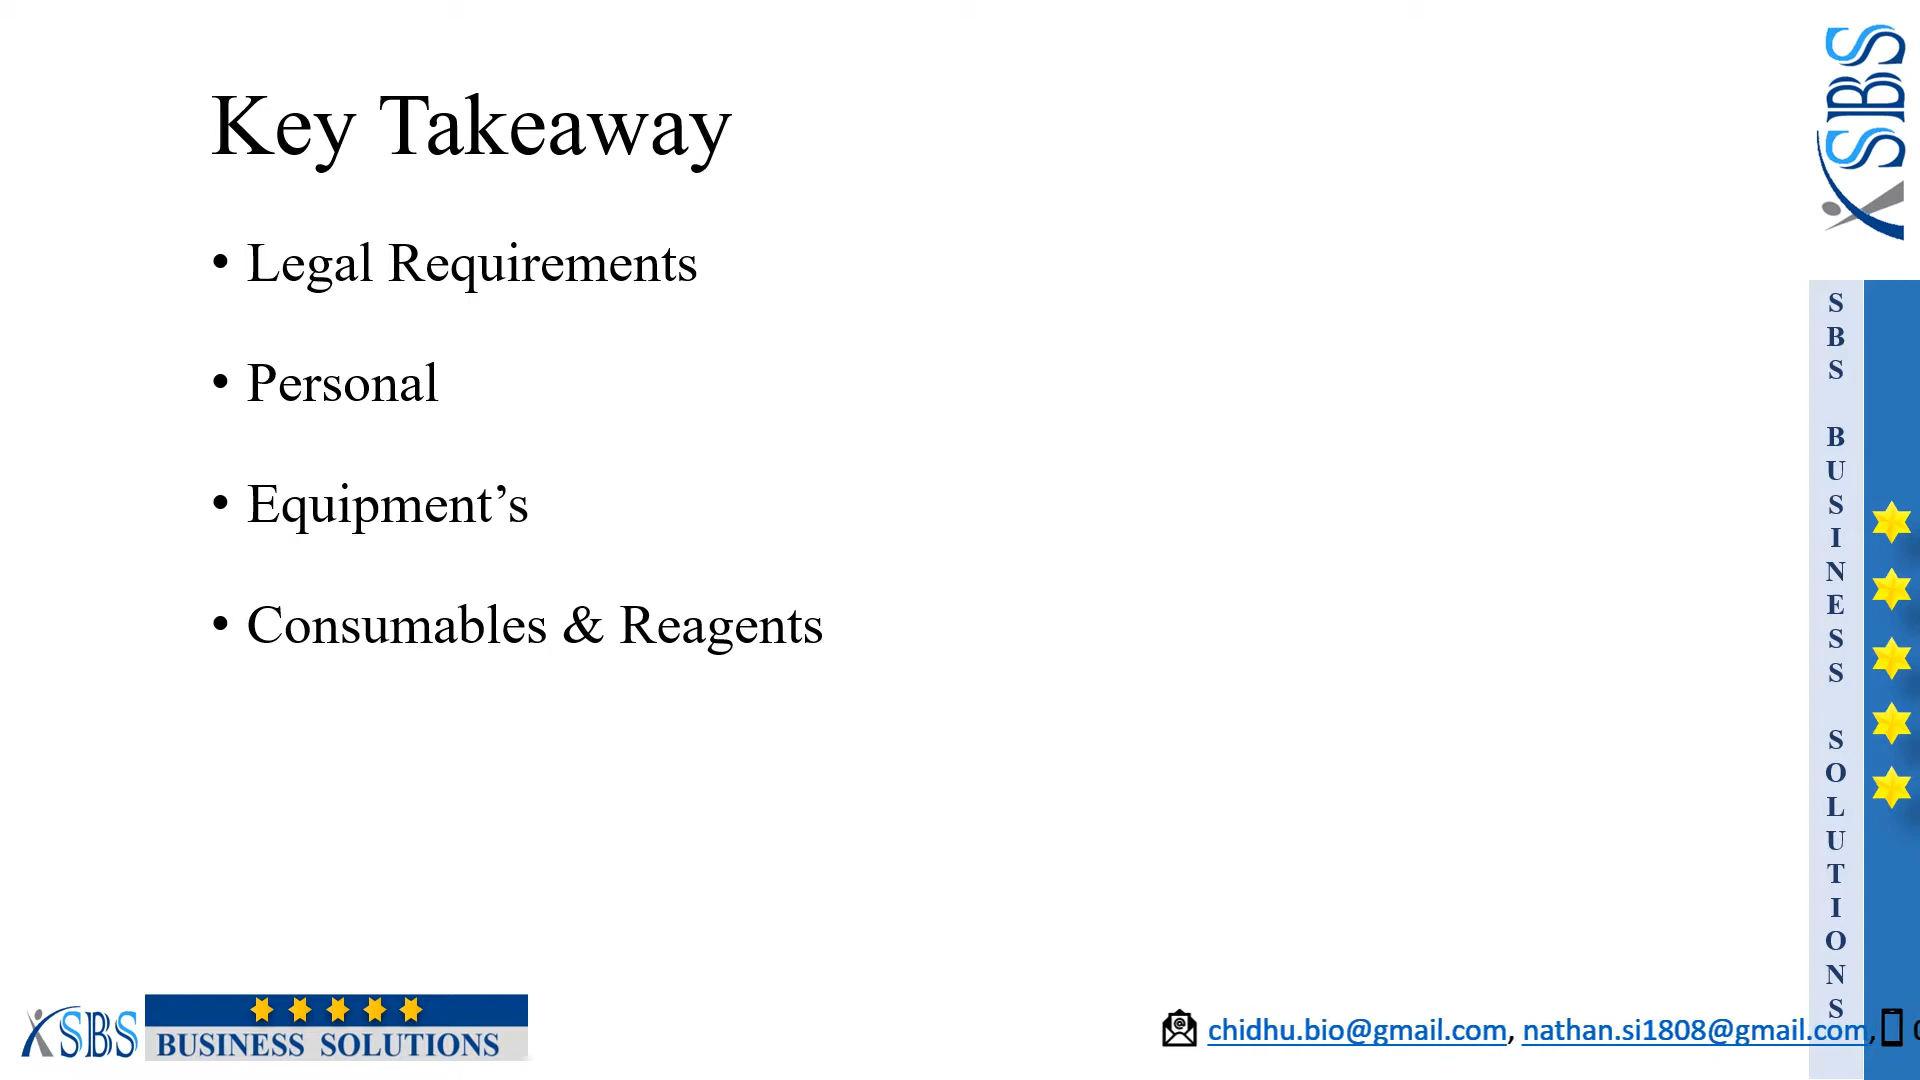 Key Takeaway
• Legal Requirements
• Personal
• Equipment’s
• Consumables & Reagents
SBS
SBS BUSINESS SOLUTIONS
SBS
BUSINESS SOLUTIONS
chidhu.bio@gmail.com, nathan.si1808@gmail.com,